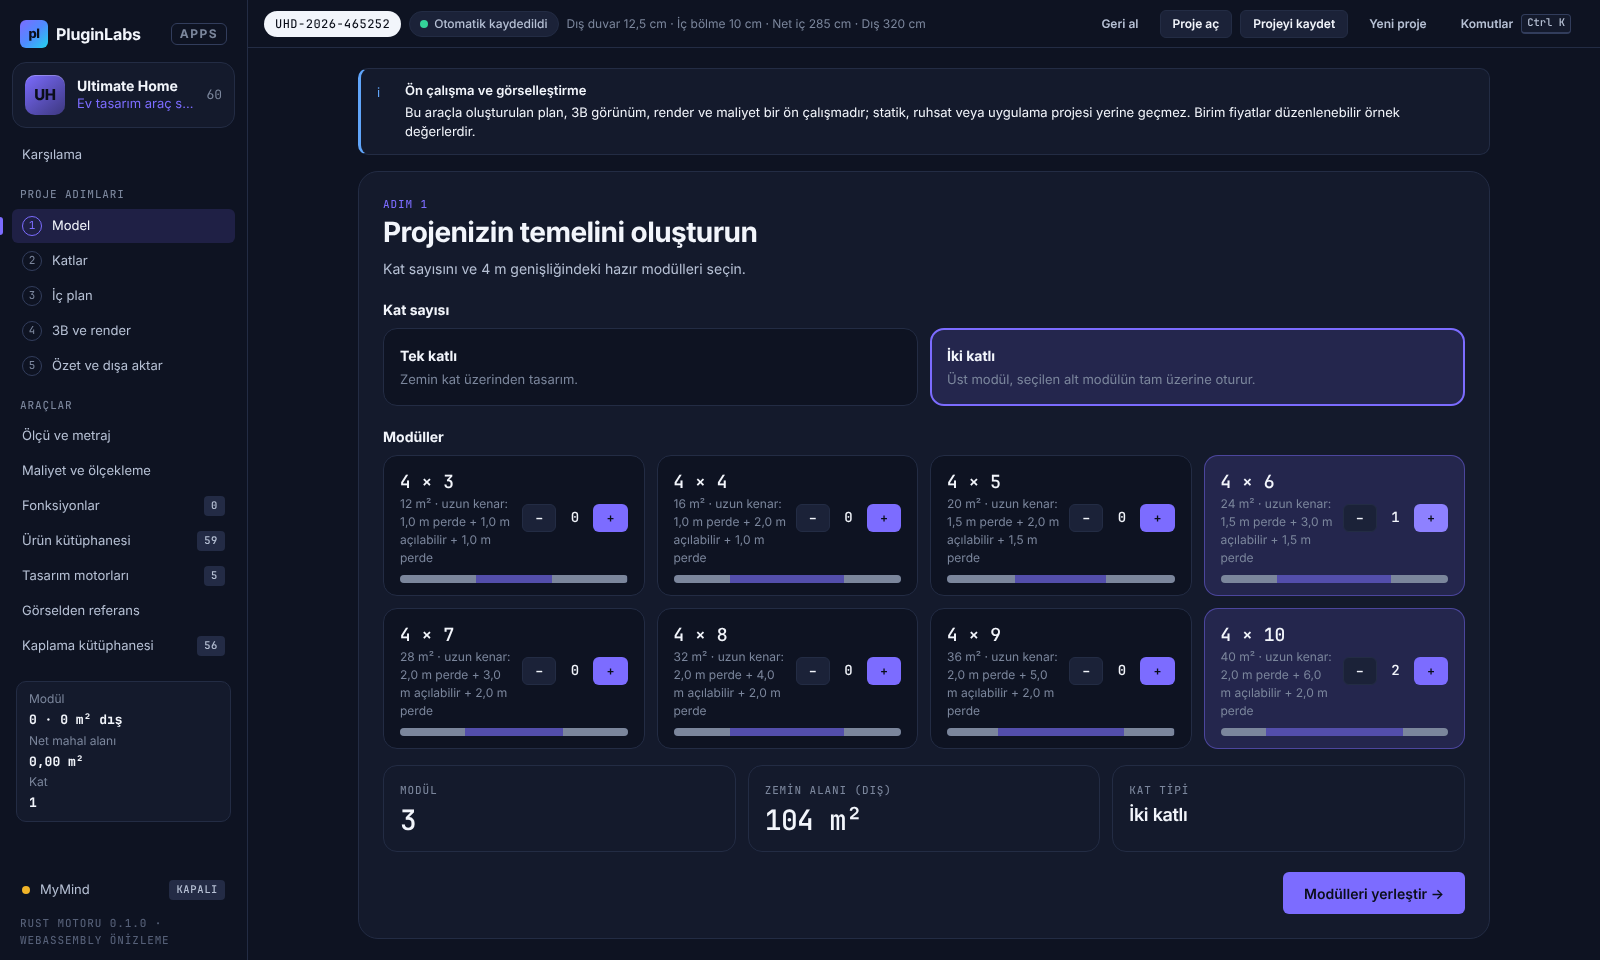 pl PluginLabs APPS
UH Ultimate Home 60
Ev tasarım araç s...
Karşılama
PROJE ADIMLARI
1 Model
2 Katlar
3 İç plan
4 3B ve render
5 Özet ve dışa aktar
ARAÇLAR
Ölçü ve metraj
Maliyet ve ölçekleme
Fonksiyonlar 0
Ürün kütüphanesi 59
Tasarım motorları 5
Görselden referans
Kaplama kütüphanesi 56
Modül
0 · 0 m² dış
Net mahal alanı
0,00 m²
Kat
1
MyMind KAPALI
RUST MOTORU 0.1.0 ·
WEBASSEMBLY ÖNİZLEME
UHD-2026-465252 Otomatik kaydedildi Dış duvar 12,5 cm · İç bölme 10 cm · Net iç 285 cm · Dış 320 cm Geri al Proje aç Projeyi kaydet Yeni proje Komutlar Ctrl K
i Ön çalışma ve görselleştirme
Bu araçla oluşturulan plan, 3B görünüm, render ve maliyet bir ön çalışmadır; statik, ruhsat veya uygulama projesi yerine geçmez. Birim fiyatlar düzenlenebilir örnek
değerlerdir.
ADIM 1
Projenizin temelini oluşturun
Kat sayısını ve 4 m genişliğindeki hazır modülleri seçin.
Kat sayısı
Tek katlı
Zemin kat üzerinden tasarım.
İki katlı
Üst modül, seçilen alt modülün tam üzerine oturur.
Modüller
4 × 3
12 m² · uzun kenar:
1,0 m perde + 1,0 m
açılabilir + 1,0 m
perde
− 0 +
4 × 4
16 m² · uzun kenar:
1,0 m perde + 2,0 m
açılabilir + 1,0 m
perde
− 0 +
4 × 5
20 m² · uzun kenar:
1,5 m perde + 2,0 m
açılabilir + 1,5 m
perde
− 0 +
4 × 6
24 m² · uzun kenar:
1,5 m perde + 3,0 m
açılabilir + 1,5 m
perde
− 1 +
4 × 7
28 m² · uzun kenar:
2,0 m perde + 3,0
m açılabilir + 2,0 m
perde
− 0 +
4 × 8
32 m² · uzun kenar:
2,0 m perde + 4,0
m açılabilir + 2,0 m
perde
− 0 +
4 × 9
36 m² · uzun kenar:
2,0 m perde + 5,0
m açılabilir + 2,0 m
perde
− 0 +
4 × 10
40 m² · uzun kenar:
2,0 m perde + 6,0
m açılabilir + 2,0 m
perde
− 2 +
MODÜL
3
ZEMİN ALANI (DIŞ)
104 m²
KAT TİPİ
İki katlı
Modülleri yerleştir →